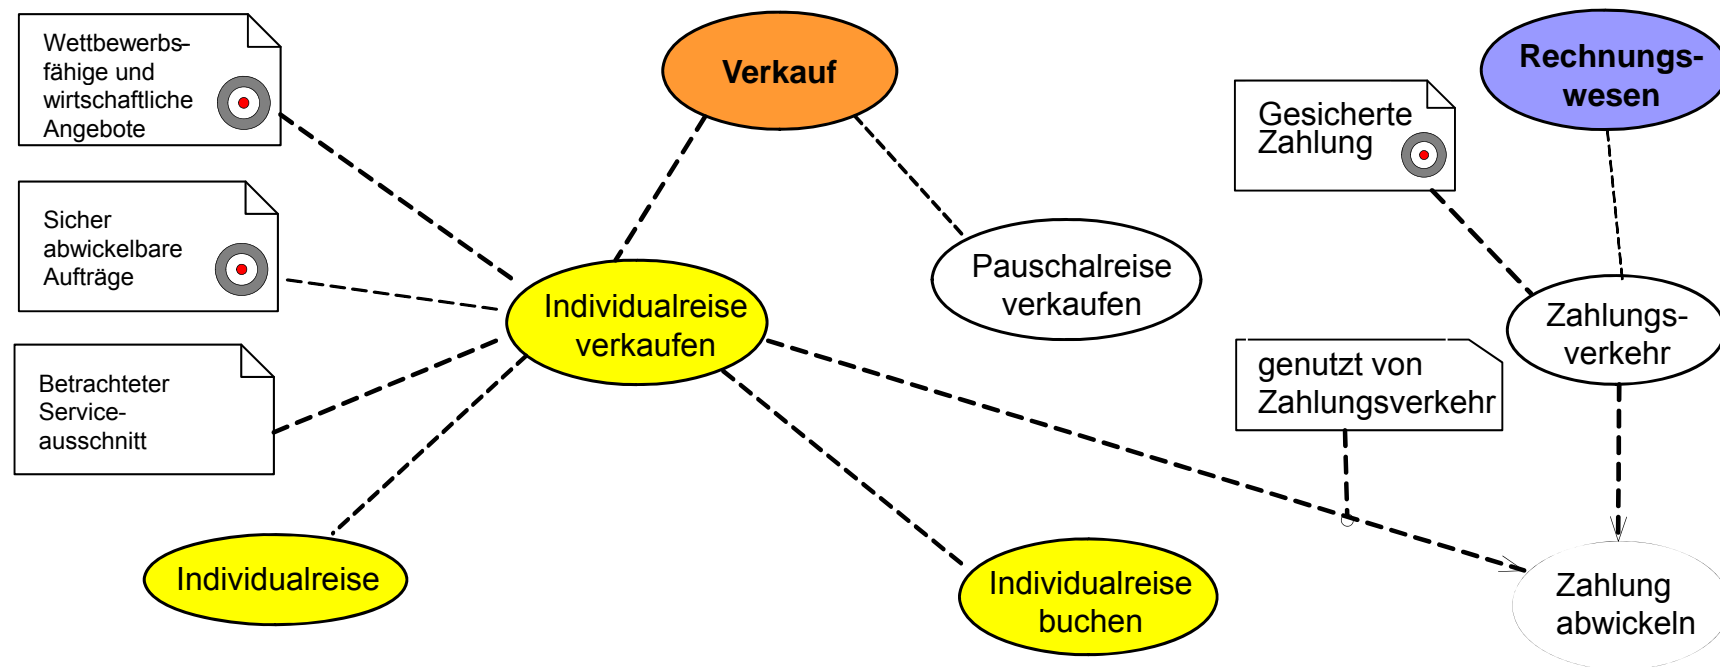 Wettbewerbs-
fähige und
wirtschaftliche
Angebote
Verkauf
Rechnungs-
wesen
Gesicherte
Zahlung
Sicher
abwickelbare
Aufträge
Pauschalreise
verkaufen
Individualreise
verkaufen
Zahlungs-
verkehr
genutzt von
Zahlungsverkehr
Betrachteter
Service-
ausschnitt
Individualreise
Individualreise
buchen
Zahlung
abwickeln